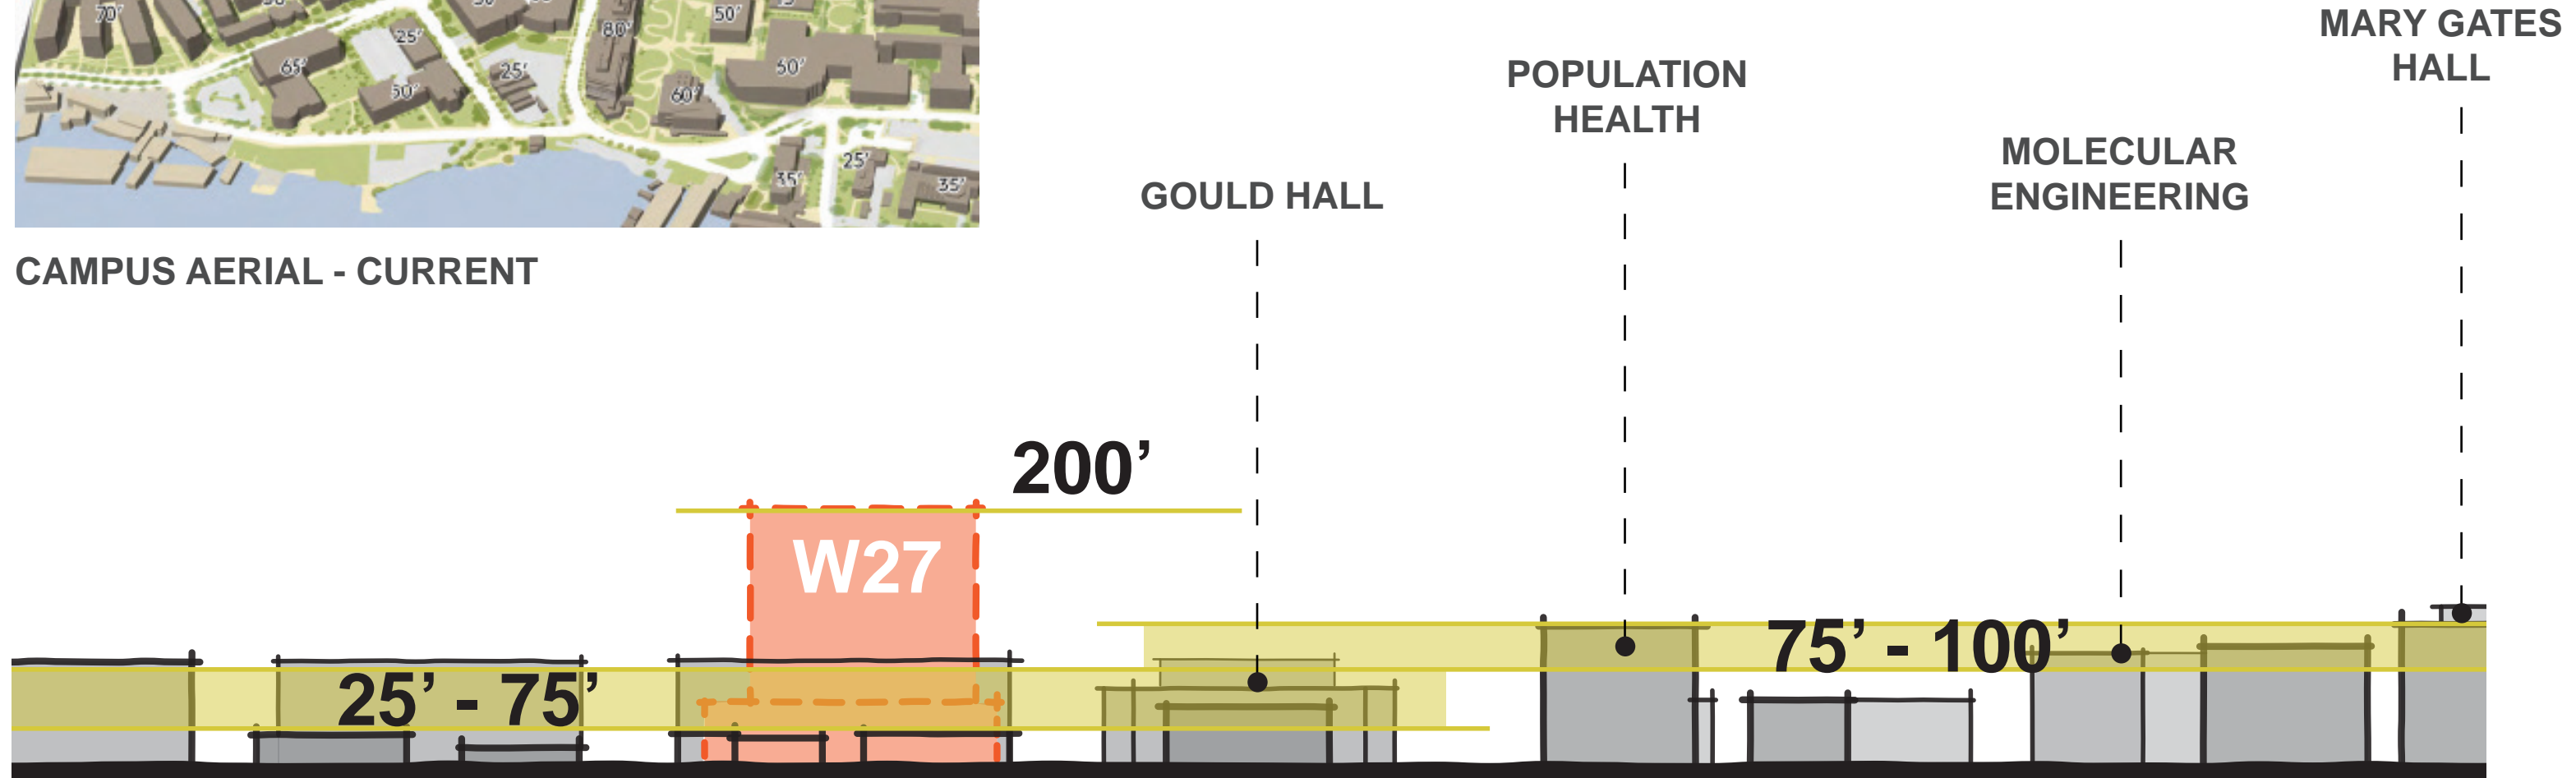 70'
50'
80'
25'
65'
50'
25'
60'
50'
35'
25'
35'
CAMPUS AERIAL - CURRENT
GOULD HALL
POPULATION
HEALTH
MOLECULAR
ENGINEERING
MARY GATES
HALL
200’
W27
25’ - 75’
75’ - 100’